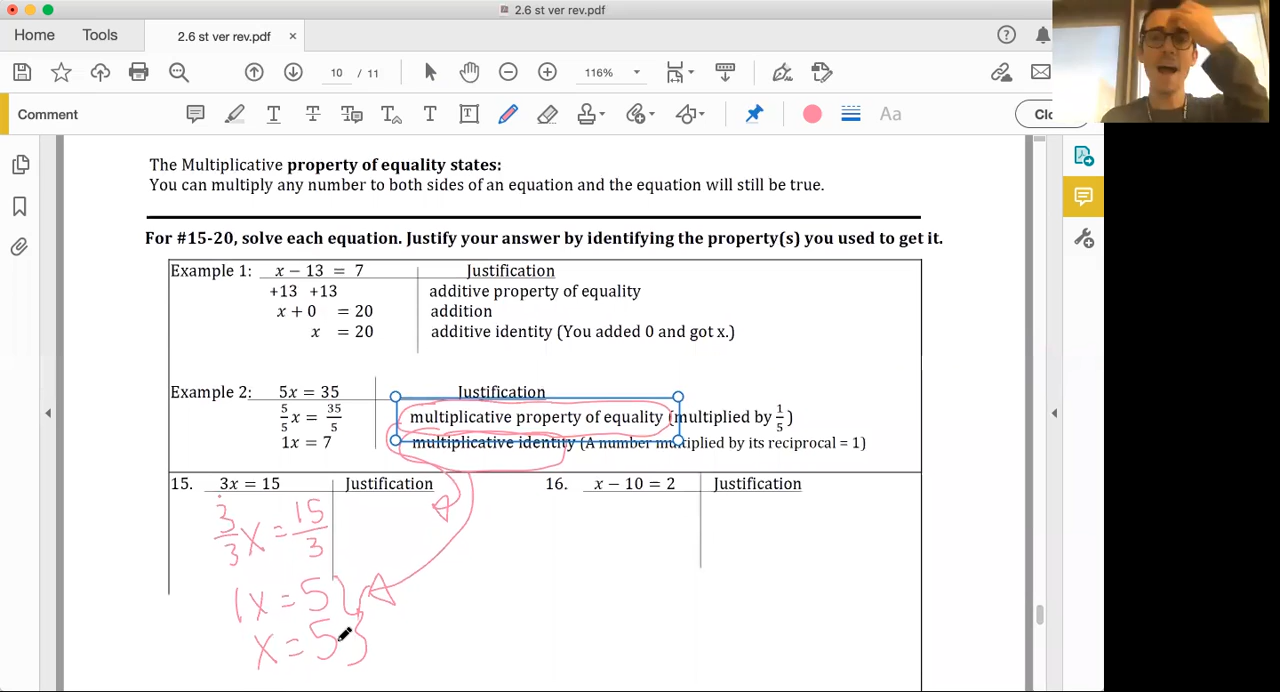 2.6 st ver rev.pdf
Home Tools 2.6 st ver rev.pdf ×
10 / 11 116%
Comment T T T T T Aa Clo
The Multiplicative property of equality states:
You can multiply any number to both sides of an equation and the equation will still be true.
For #15-20, solve each equation. Justify your answer by identifying the property(s) you used to get it.
Example 1: x − 13 = 7 Justification
+13 +13 additive property of equality
x + 0 = 20 addition
x = 20 additive identity (You added 0 and got x.)
Example 2: 5x = 35 Justification
5/5 x = 35/5 multiplicative property of equality (multiplied by 1/5)
1x = 7 multiplicative identity (A number multiplied by its reciprocal = 1)
15. 3x = 15 Justification 16. x − 10 = 2 Justification
3/3 x = 15/3
1x = 5
x = 5